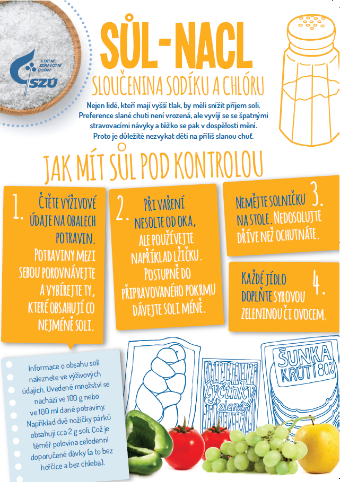 SŮL-NACL
SLOUČENINA SODÍKU A CHLÓRU
STÁTNÍ
ZDRAVOTNÍ
ÚSTAV
SZÚ
Nejen lidé, kteří mají vyšší tlak, by měli snížit příjem soli.
Preference slané chuti není vrozená, ale vyvíjí se se špatnými
stravovacími návyky a těžko se pak v dospělosti mění.
Proto je důležité nezvykat děti na příliš slanou chuť.
JAK MÍT SŮL POD KONTROLOU
1. ČTĚTE VÝŽIVOVÉ
ÚDAJE NA OBALECH
POTRAVIN.
POTRAVINY MEZI
SEBOU POROVNÁVEJTE
A VYBÍREJTE TY,
KTERÉ OBSAHUJÍ CO
NEJMÉNĚ SOLI.
2. PŘI VAŘENÍ
NESOLTE OD OKA,
ALE POUŽÍVEJTE
NAPŘÍKLAD LŽIČKU.
POSTUPNĚ DO
PŘIPRAVOVANÉHO POKRMU
DÁVEJTE SOLI MÉNĚ.
NEMĚJTE SOLNIČKU 3.
NA STOLE. NEDOSOLUJTE
DŘÍVE NEŽ OCHUTNÁTE.
KAŽDÉ JÍDLO 4.
DOPLŇTE SYROVOU
ZELENINOU ČI OVOCEM.
Informace o obsahu soli
naleznete ve výživových
údajích. Uvedené množství se
nachází ve 100 g nebo
ve 100 ml dané potraviny.
Například dvě nožičky párků
obsahují cca 2 g soli. Což je
téměř polovina celodenní
doporučené dávky (a to bez
hořčice a bez chleba).
ŠUNKA
KRŮTÍ